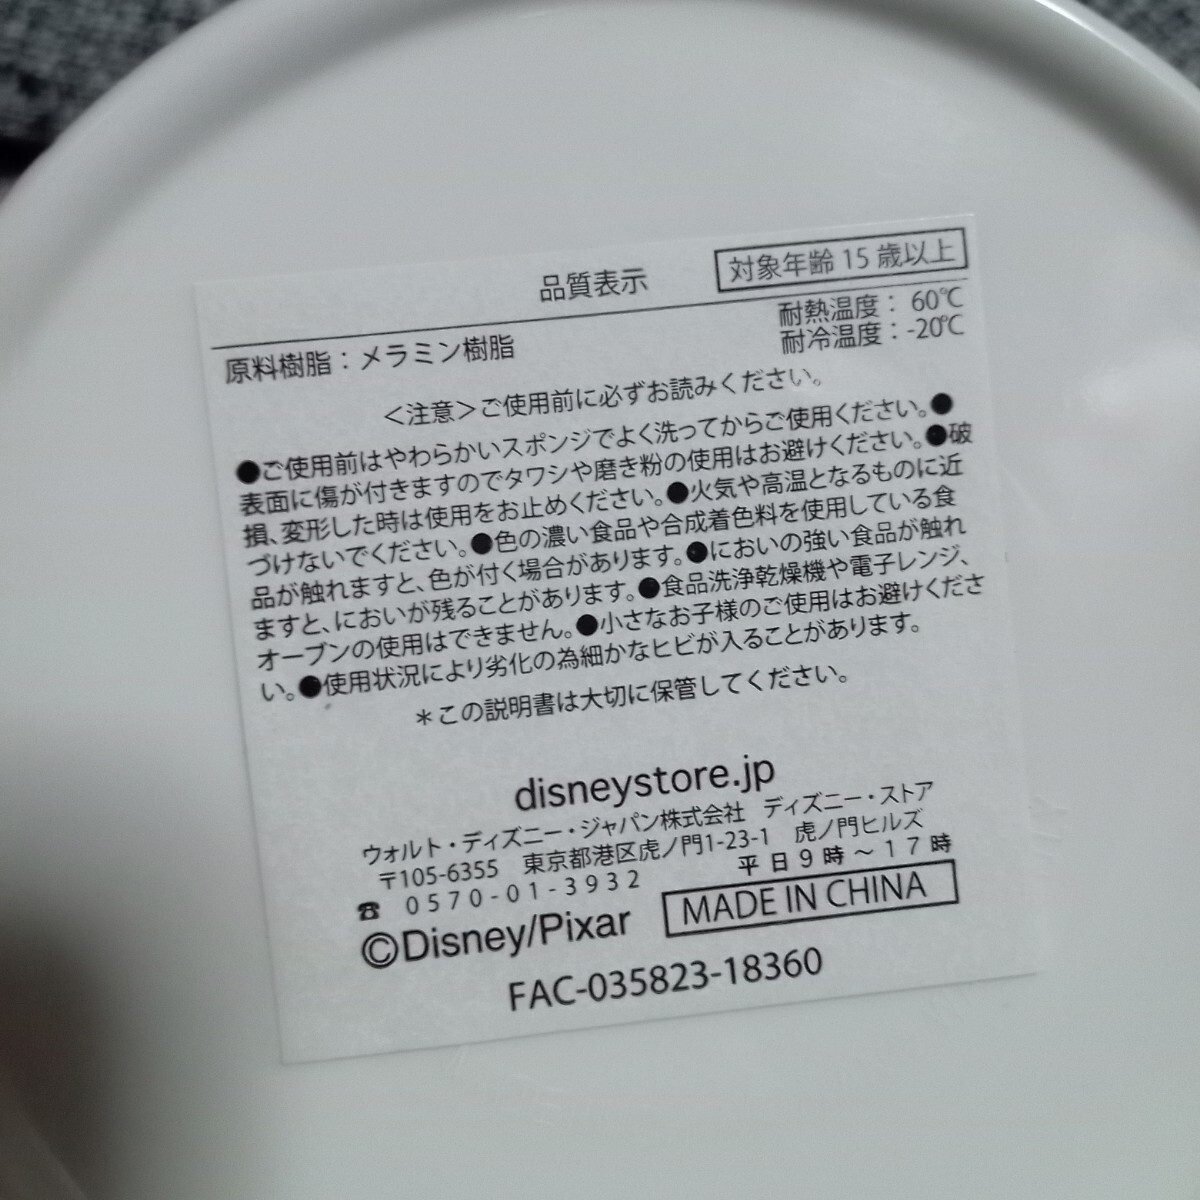 品質表示
対象年齢 15 歳以上
原料樹脂：メラミン樹脂
耐熱温度： 60℃
耐冷温度：-20℃
＜注意＞ご使用前に必ずお読みください。
●ご使用前はやわらかいスポンジでよく洗ってからご使用ください。●
表面に傷が付きますのでタワシや磨き粉の使用はお避けください。●破
損、変形した時は使用をお止めください。●火気や高温となるものに近
づけないでください。●色の濃い食品や合成着色料を使用している食
品が触れますと、色が付く場合があります。●においの強い食品が触れ
ますと、においが残ることがあります。●食品洗浄乾燥機や電子レンジ、
オーブンの使用はできません。●小さなお子様のご使用はお避けくださ
い。●使用状況により劣化の為細かなヒビが入ることがあります。
＊この説明書は大切に保管してください。
disneystore.jp
ウォルト・ディズニー・ジャパン株式会社 ディズニー・ストア
〒105-6355 東京都港区虎ノ門1-23-1 虎ノ門ヒルズ
☎ 0570-01-3932 平日9時～17時
©Disney/Pixar MADE IN CHINA
FAC-035823-18360